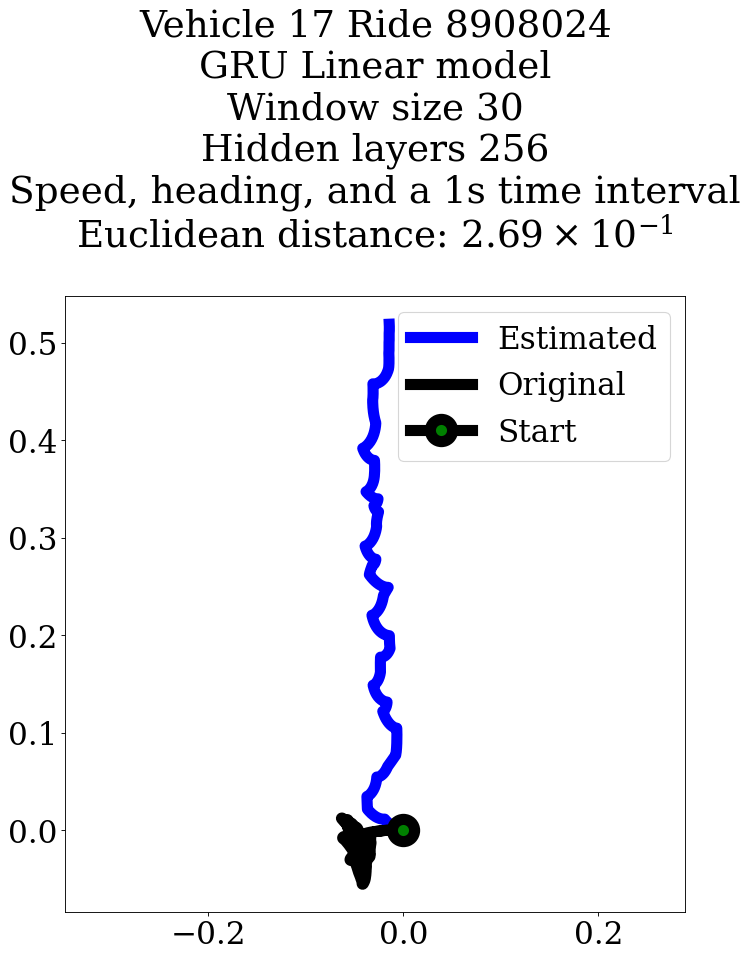 Vehicle 17 Ride 8908024
GRU Linear model
Window size 30
Hidden layers 256
Speed, heading, and a 1s time interval
Euclidean distance: 2.69 × 10⁻¹
Estimated
Original
Start
0.5
0.4
0.3
0.2
0.1
0.0
−0.2 0.0 0.2